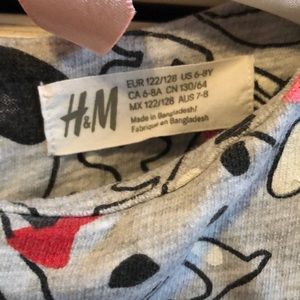 H&M
EUR 122/128 US 6-8Y
CA 6-8A CN 130/64
MX 122/128 AUS 7-8
Made in Bangladesh/
Fabriqué en Bangladesh